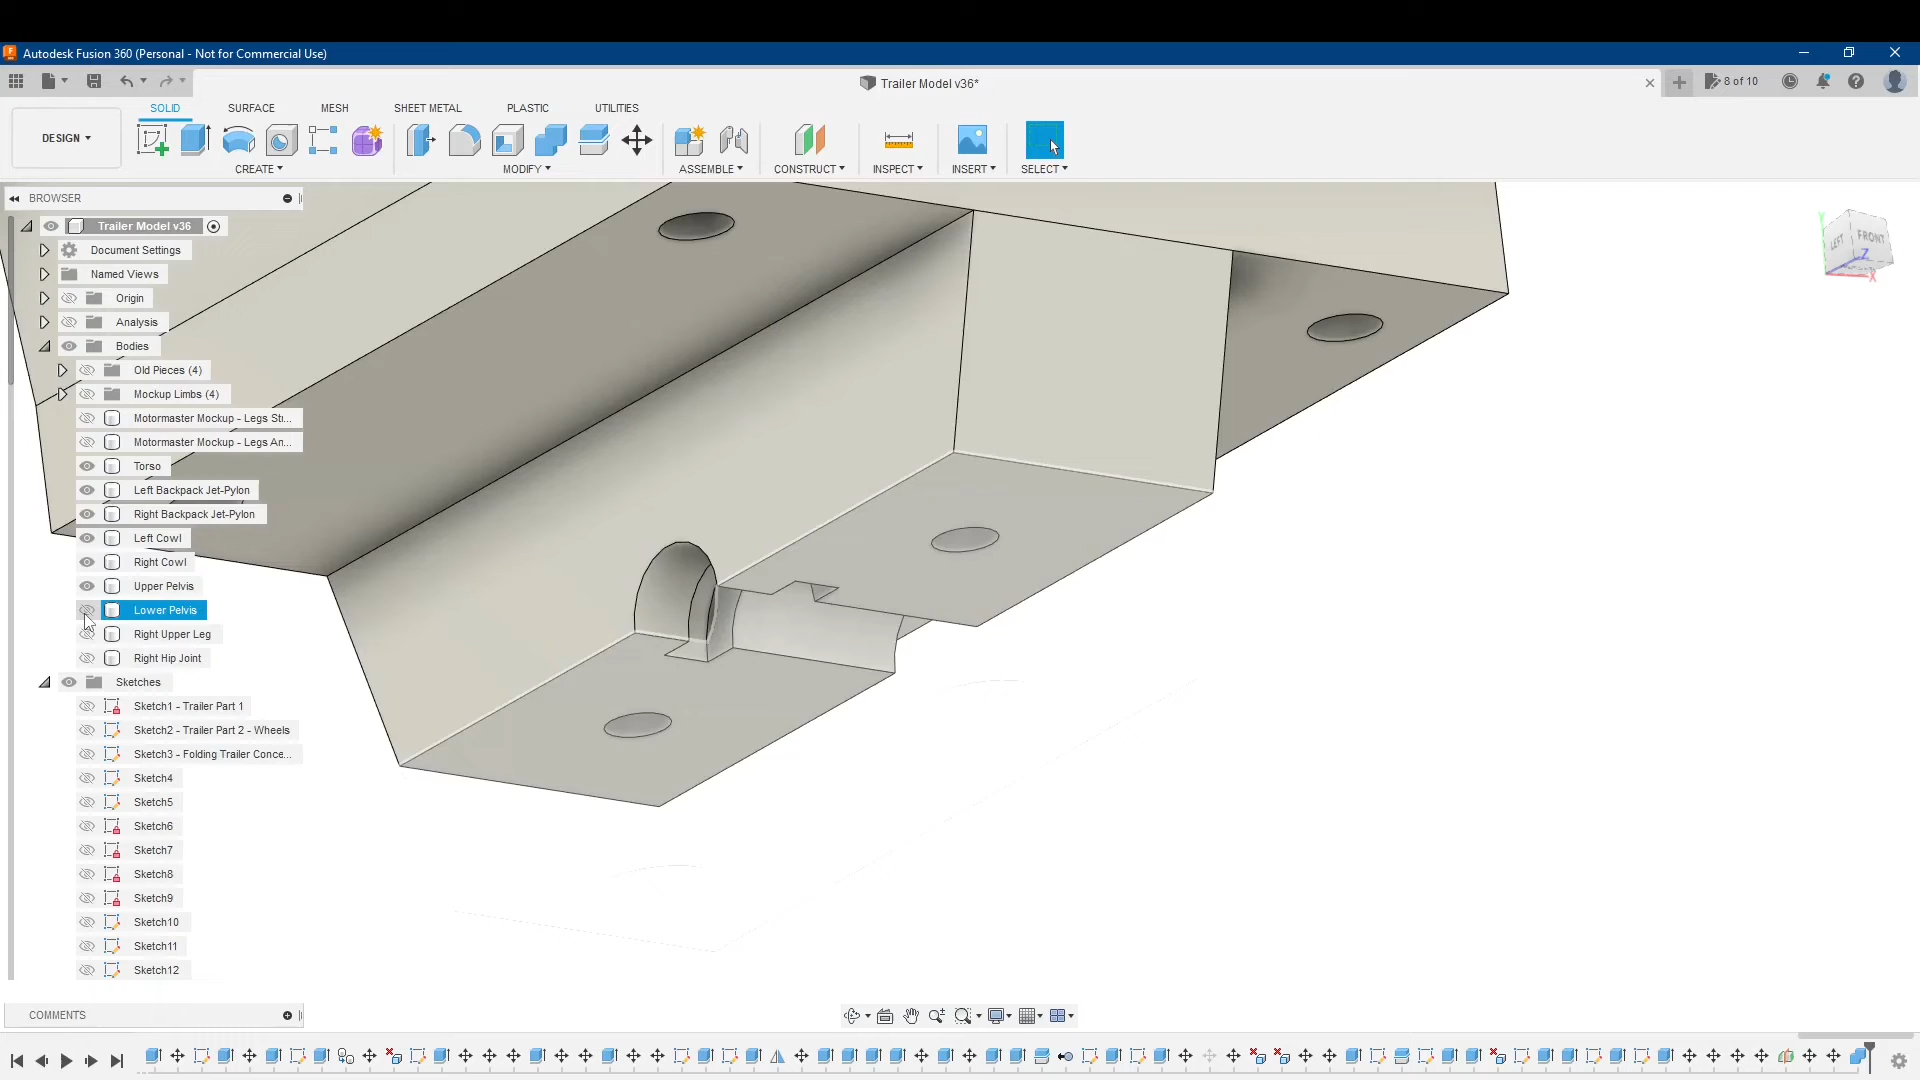 Autodesk Fusion 360 (Personal - Not for Commercial Use)
Trailer Model v36*
8 of 10
SOLID
SURFACE
MESH
SHEET METAL
PLASTIC
UTILITIES
DESIGN
CREATE
MODIFY
ASSEMBLE
CONSTRUCT
INSPECT
INSERT
SELECT
BROWSER
Trailer Model v36
Document Settings
Named Views
Origin
Analysis
Bodies
Old Pieces (4)
Mockup Limbs (4)
Motormaster Mockup - Legs Str...
Motormaster Mockup - Legs An...
Torso
Left Backpack Jet-Pylon
Right Backpack Jet-Pylon
Left Cowl
Right Cowl
Upper Pelvis
Lower Pelvis
Right Upper Leg
Right Hip Joint
Sketches
Sketch1 - Trailer Part 1
Sketch2 - Trailer Part 2 - Wheels
Sketch3 - Folding Trailer Conce...
Sketch4
Sketch5
Sketch6
Sketch7
Sketch8
Sketch9
Sketch10
Sketch11
Sketch12
COMMENTS
LEFT
FRONT
Y
Z
X